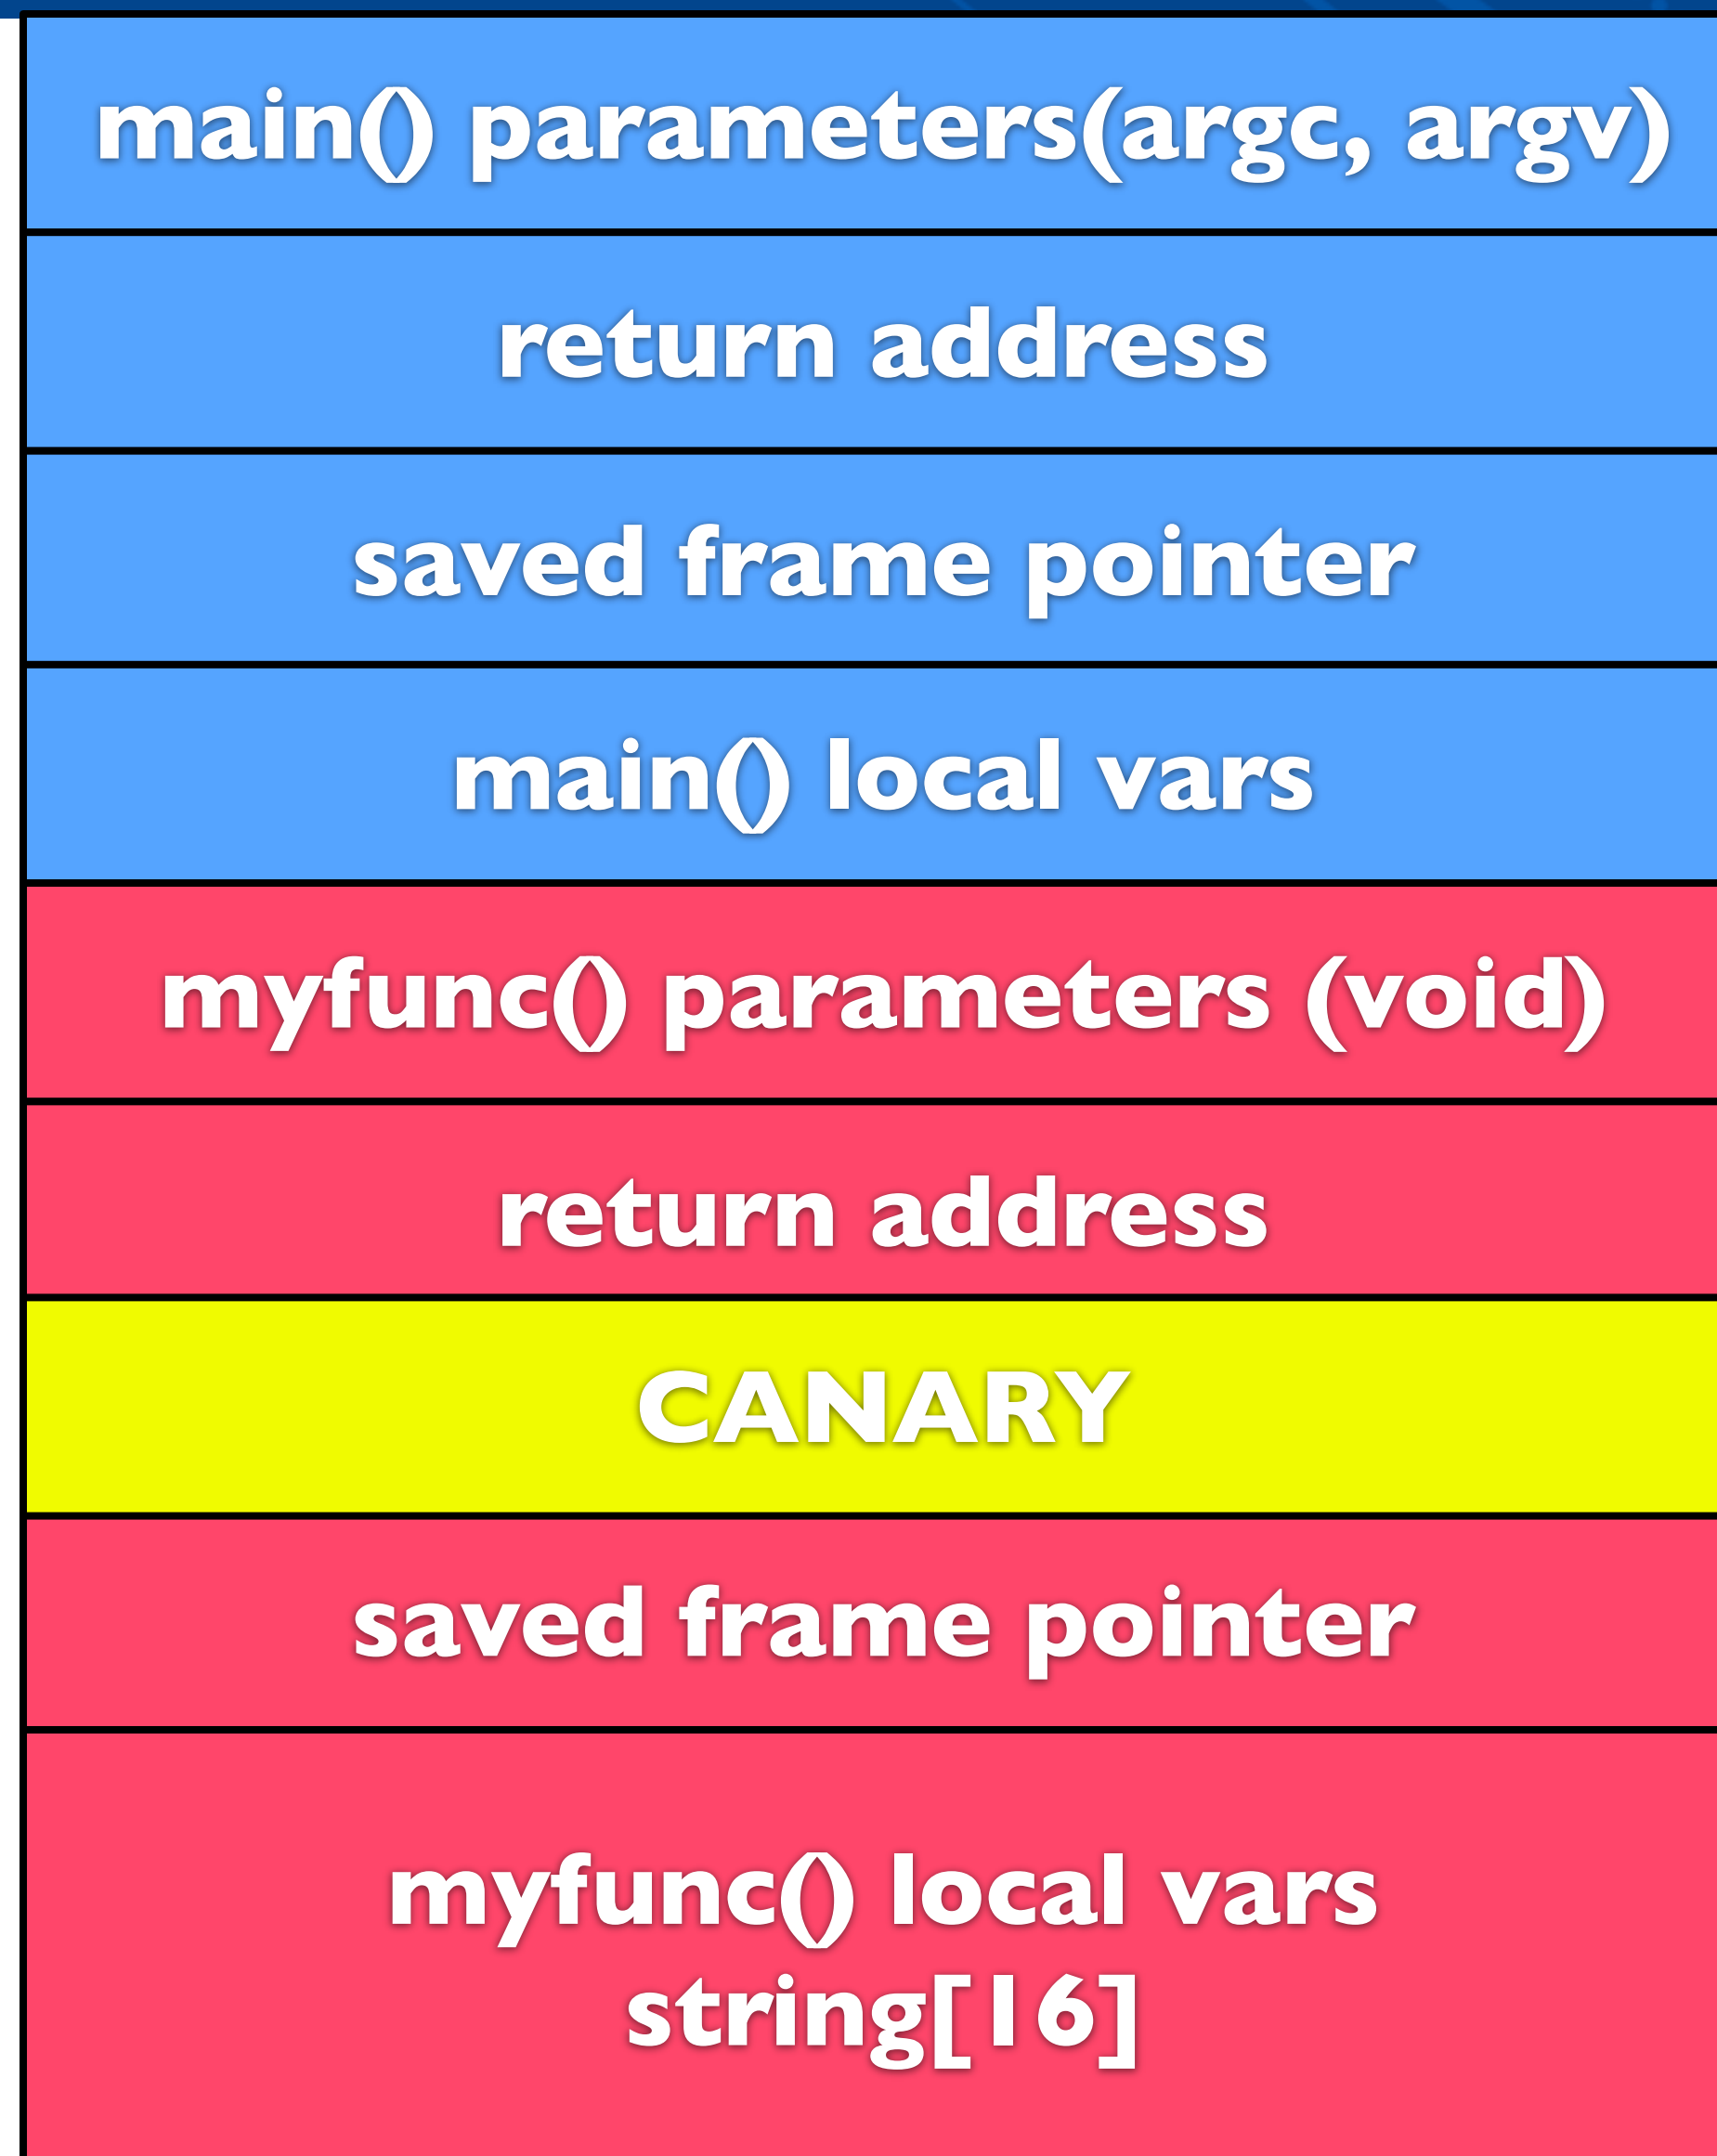 main() parameters(argc, argv)
return address
saved frame pointer
main() local vars
myfunc() parameters (void)
return address
CANARY
saved frame pointer
myfunc() local vars
string[16]